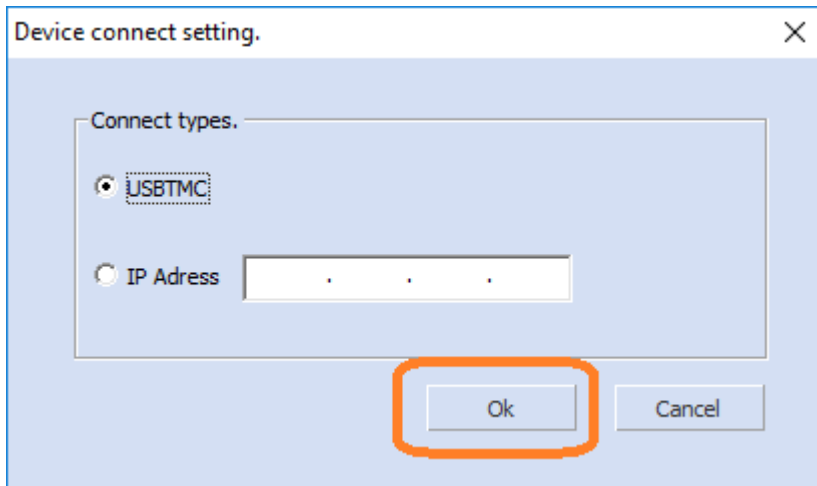 Device connect setting.
Connect types.
USBTMC
IP Adress . . .
Ok Cancel